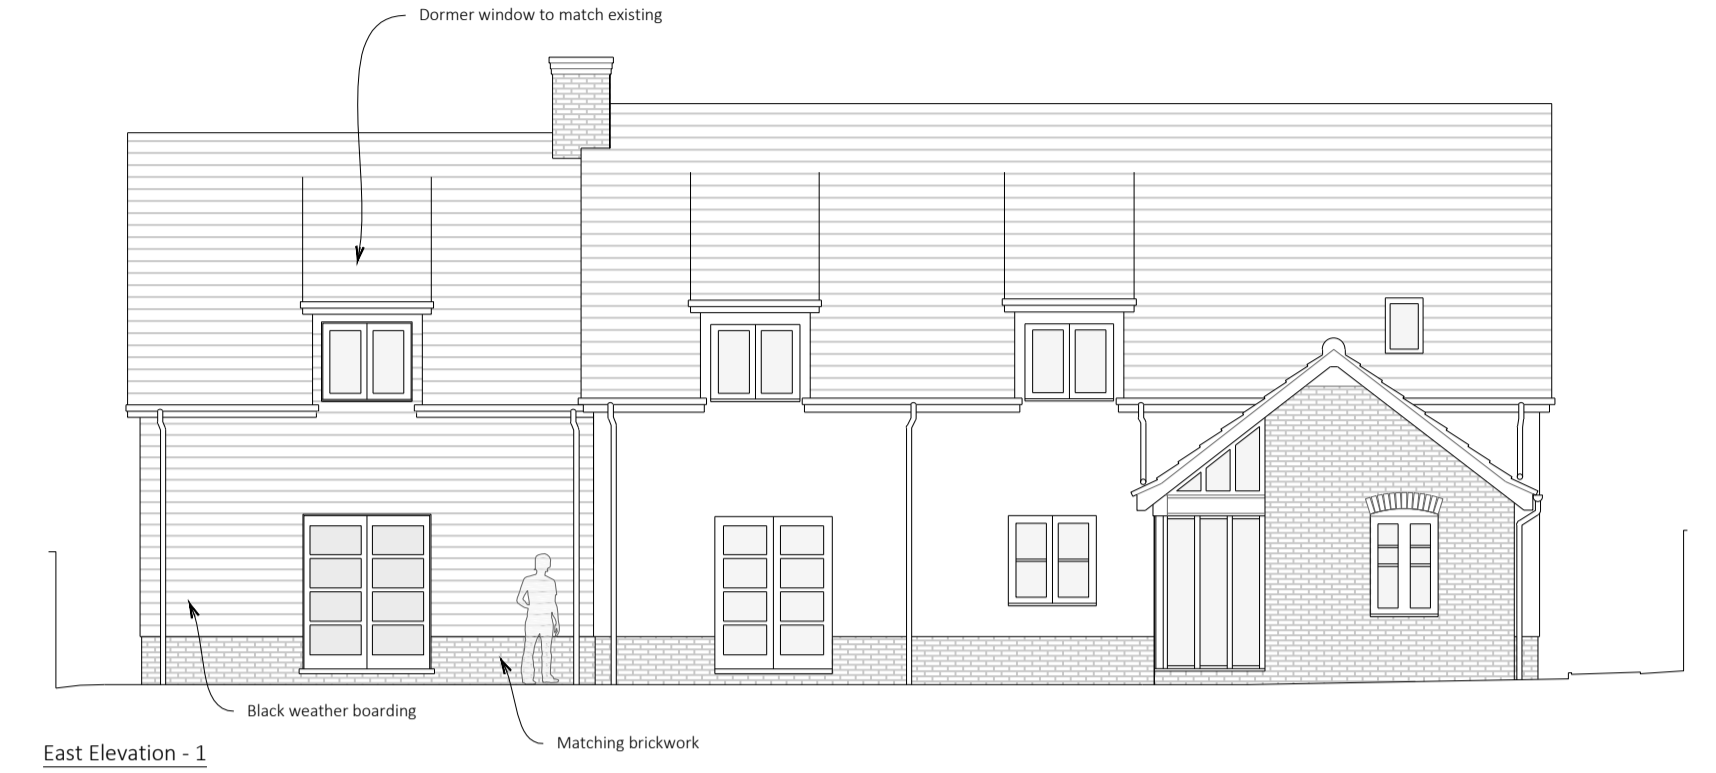 Dormer window to match existing
Black weather boarding
Matching brickwork
East Elevation - 1